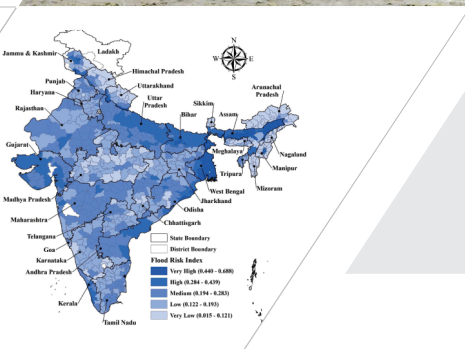 N
W E
S
Ladakh
Jammu & Kashmir
Himachal Pradesh
Punjab
Uttarakhand
Haryana
Uttar
Pradesh
Rajasthan
Sikkim
Arunachal
Pradesh
Assam
Bihar
Gujarat
Meghalaya
Nagaland
Manipur
Tripura
Mizoram
West Bengal
Jharkhand
Madhya Pradesh
Odisha
Maharashtra
Chhattisgarh
Telangana
Goa
Karnataka
Andhra Pradesh
Kerala
Tamil Nadu
State Boundary
District Boundary
Flood Risk Index
Very High (0.440 - 0.688)
High (0.284 - 0.439)
Medium (0.194 - 0.283)
Low (0.122 - 0.193)
Very Low (0.015 - 0.121)